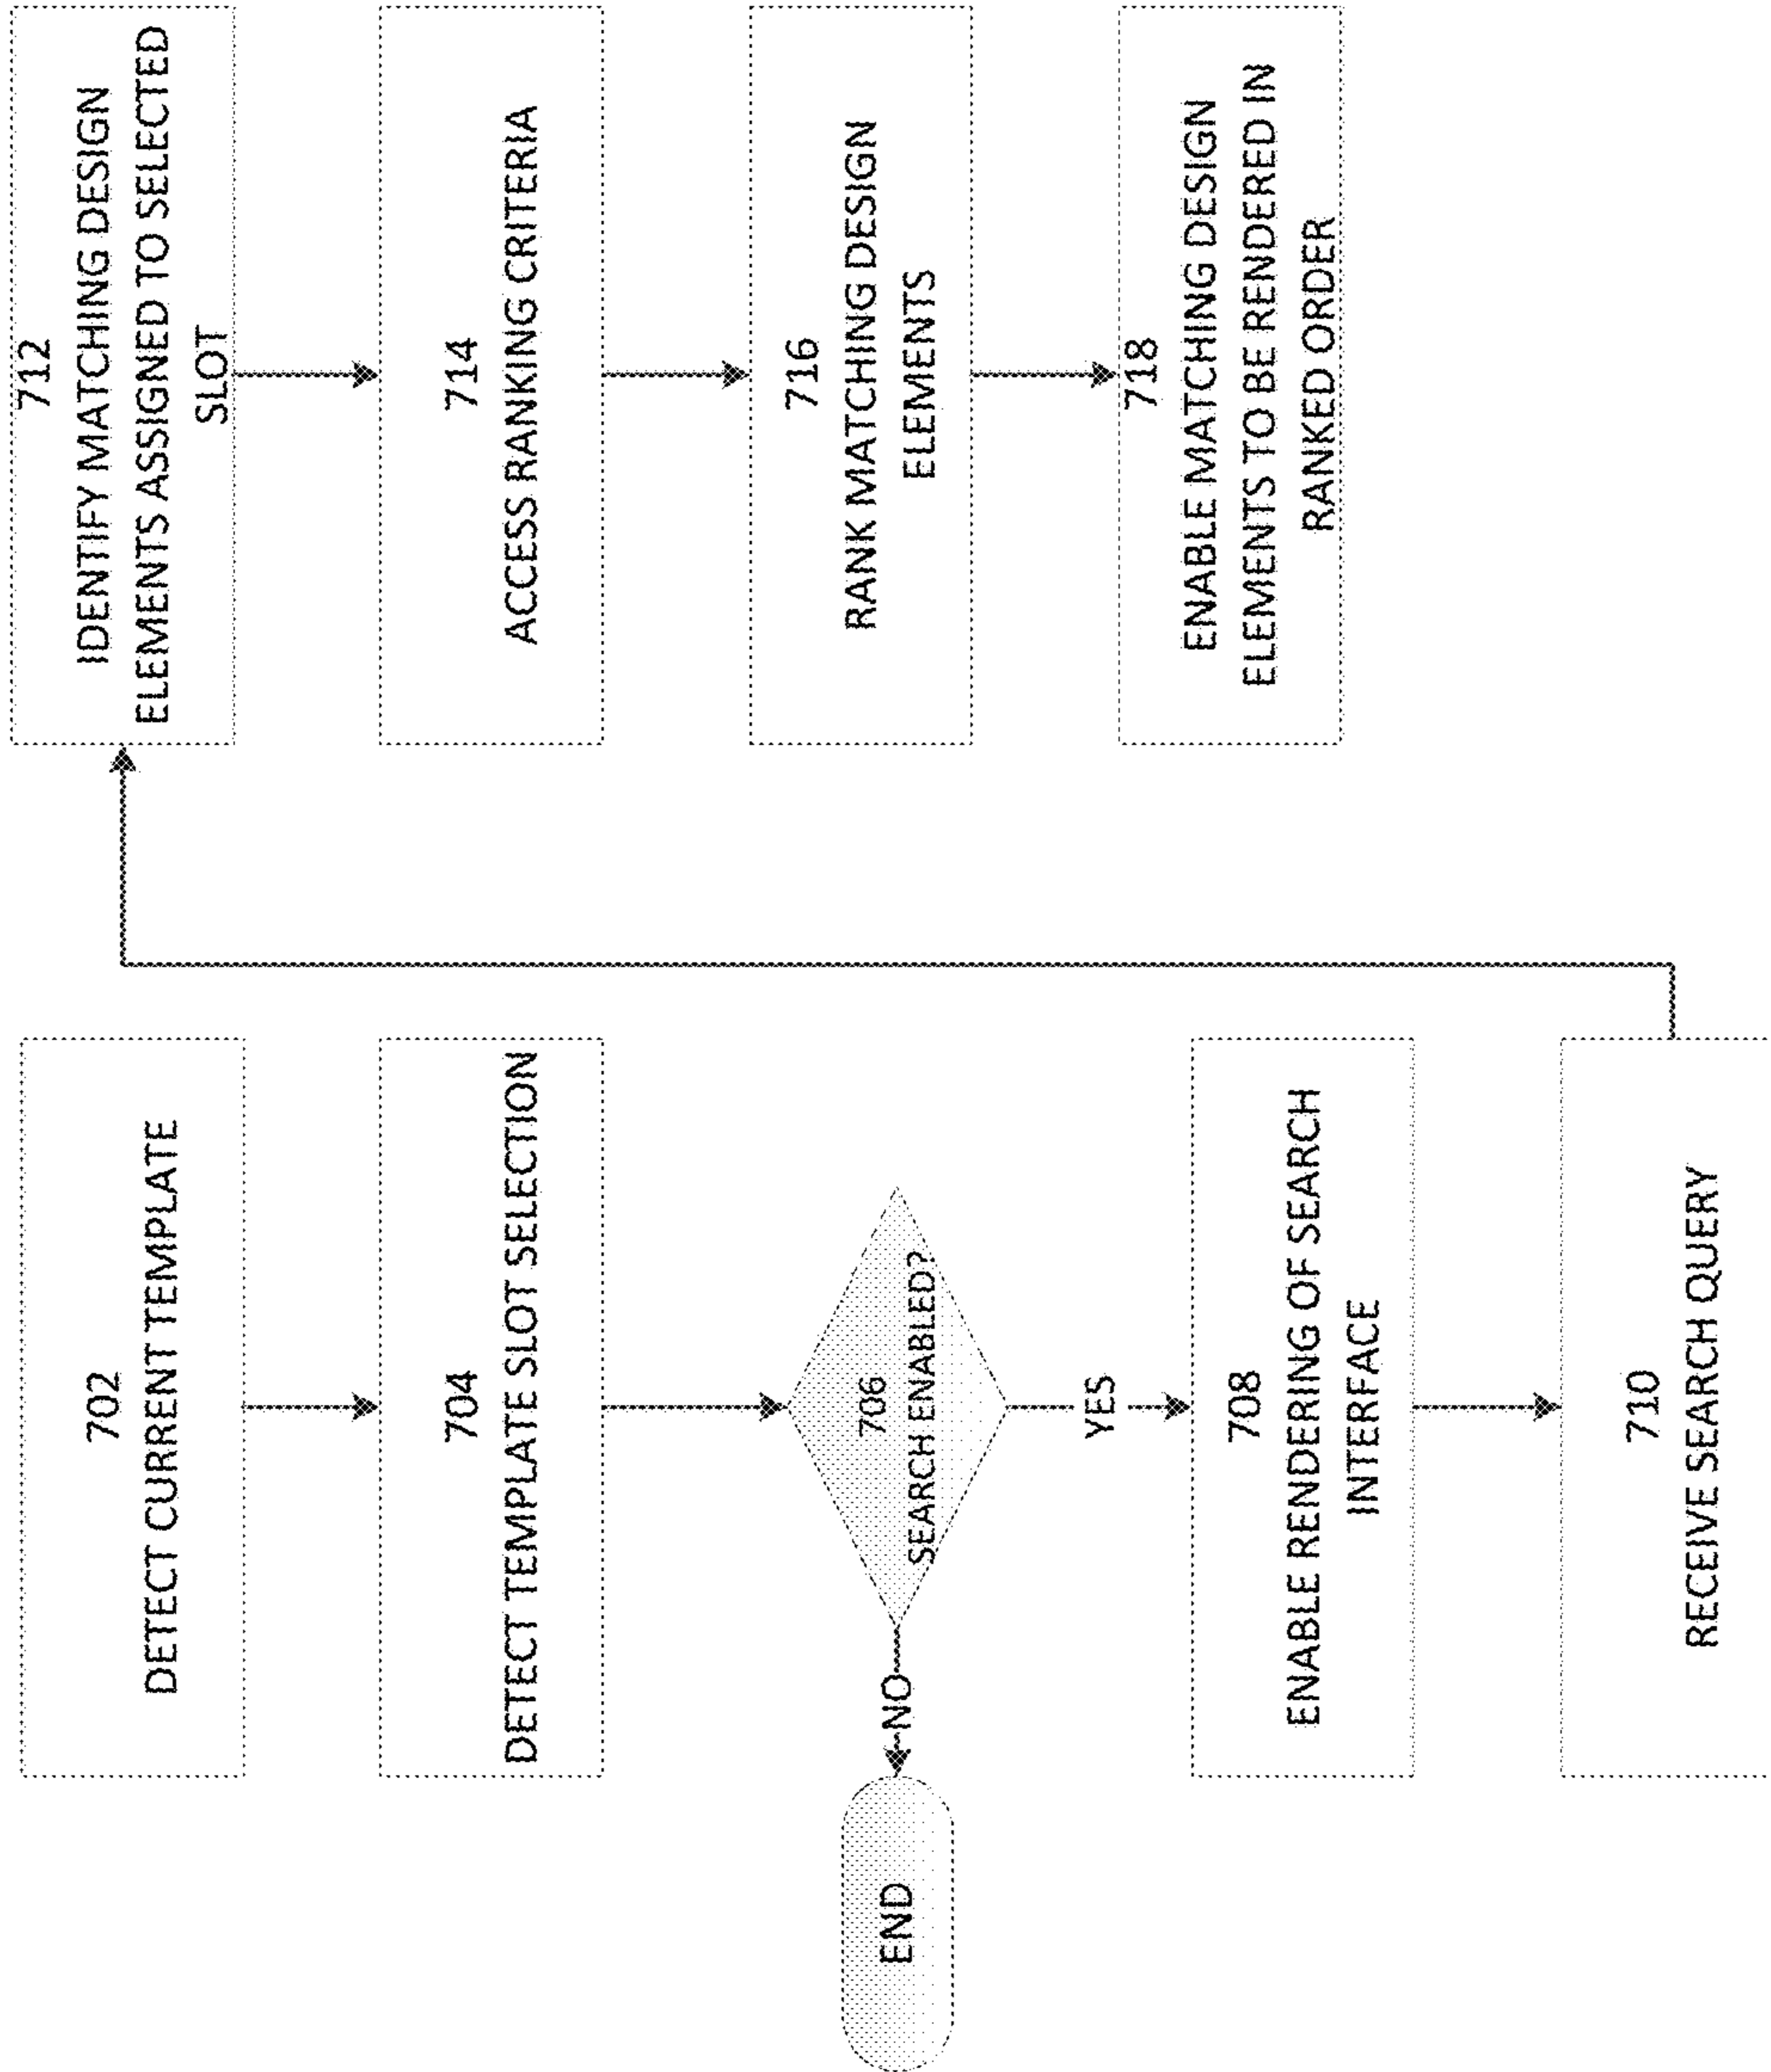 702
DETECT CURRENT TEMPLATE
704
DETECT TEMPLATE SLOT SELECTION
706
SEARCH ENABLED?
NO
END
YES
708
ENABLE RENDERING OF SEARCH
INTERFACE
710
RECEIVE SEARCH QUERY
712
IDENTIFY MATCHING DESIGN
ELEMENTS ASSIGNED TO SELECTED
SLOT
714
ACCESS RANKING CRITERIA
716
RANK MATCHING DESIGN
ELEMENTS
718
ENABLE MATCHING DESIGN
ELEMENTS TO BE RENDERED IN
RANKED ORDER